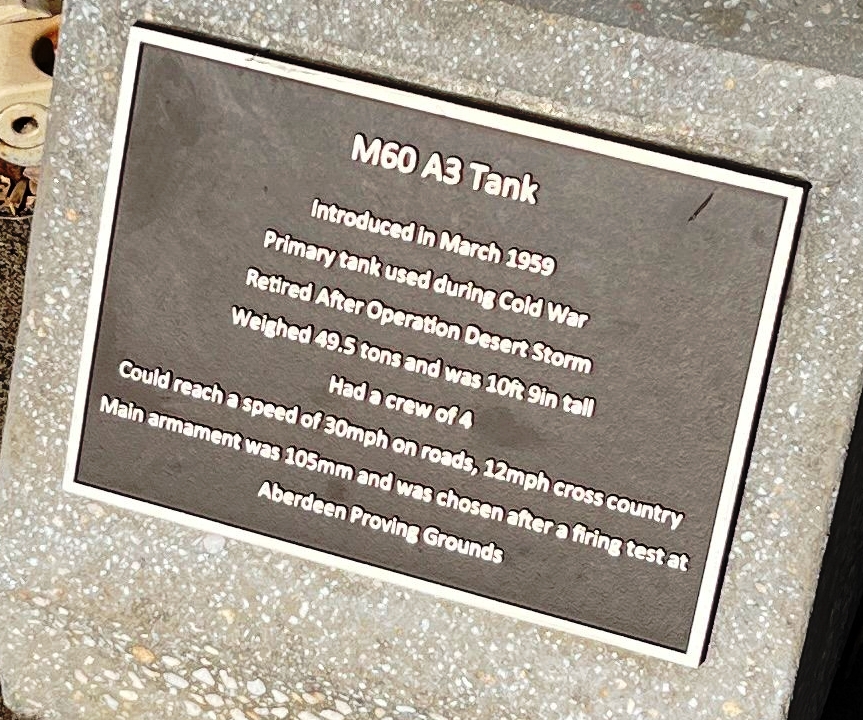 M60 A3 Tank
Introduced in March 1959
Primary tank used during Cold War
Retired After Operation Desert Storm
Weighed 49.5 tons and was 10ft 9in tall
Had a crew of 4
Could reach a speed of 30mph on roads, 12mph cross country
Main armament was 105mm and was chosen after a firing test at
Aberdeen Proving Grounds